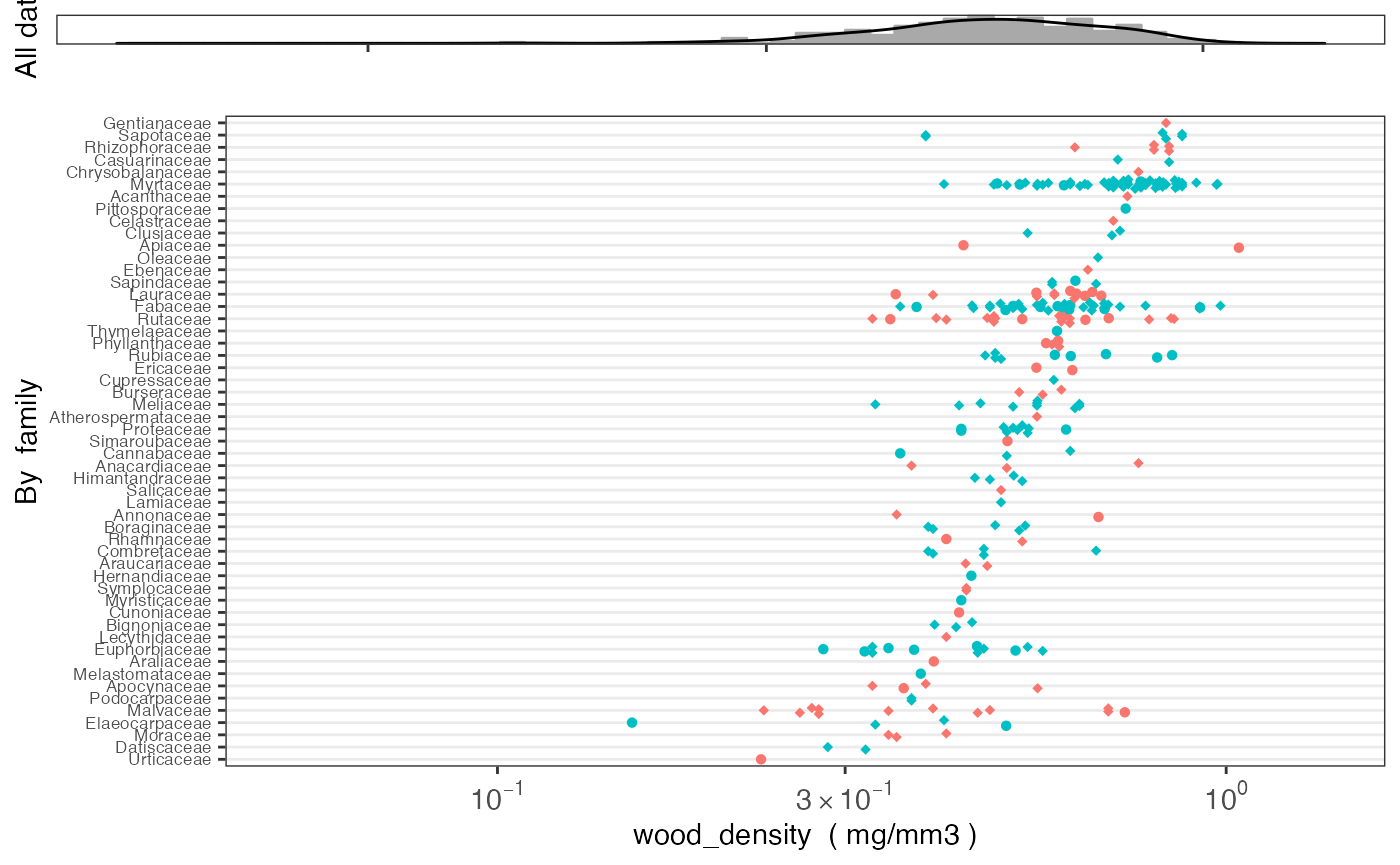 All dat
Gentianaceae
Sapotaceae
Rhizophoraceae
Casuarinaceae
Chrysobalanaceae
Myrtaceae
Acanthaceae
Pittosporaceae
Celastraceae
Clusiaceae
Apiaceae
Oleaceae
Ebenaceae
Sapindaceae
Lauraceae
Fabaceae
Rutaceae
Thymelaeaceae
Phyllanthaceae
Rubiaceae
Ericaceae
Cupressaceae
Burseraceae
Meliaceae
Atherospermataceae
Proteaceae
Simaroubaceae
Cannabaceae
Anacardiaceae
Himantandraceae
Salicaceae
Lamiaceae
Annonaceae
Boraginaceae
Rhamnaceae
Combretaceae
Araucariaceae
Hernandiaceae
Symplocaceae
Myristicaceae
Cunoniaceae
Bignoniaceae
Lecythidaceae
Euphorbiaceae
Araliaceae
Melastomataceae
Apocynaceae
Podocarpaceae
Malvaceae
Elaeocarpaceae
Moraceae
Datiscaceae
Urticaceae
By family
10⁻¹ 3 × 10⁻¹ 10⁰
wood_density ( mg/mm3 )